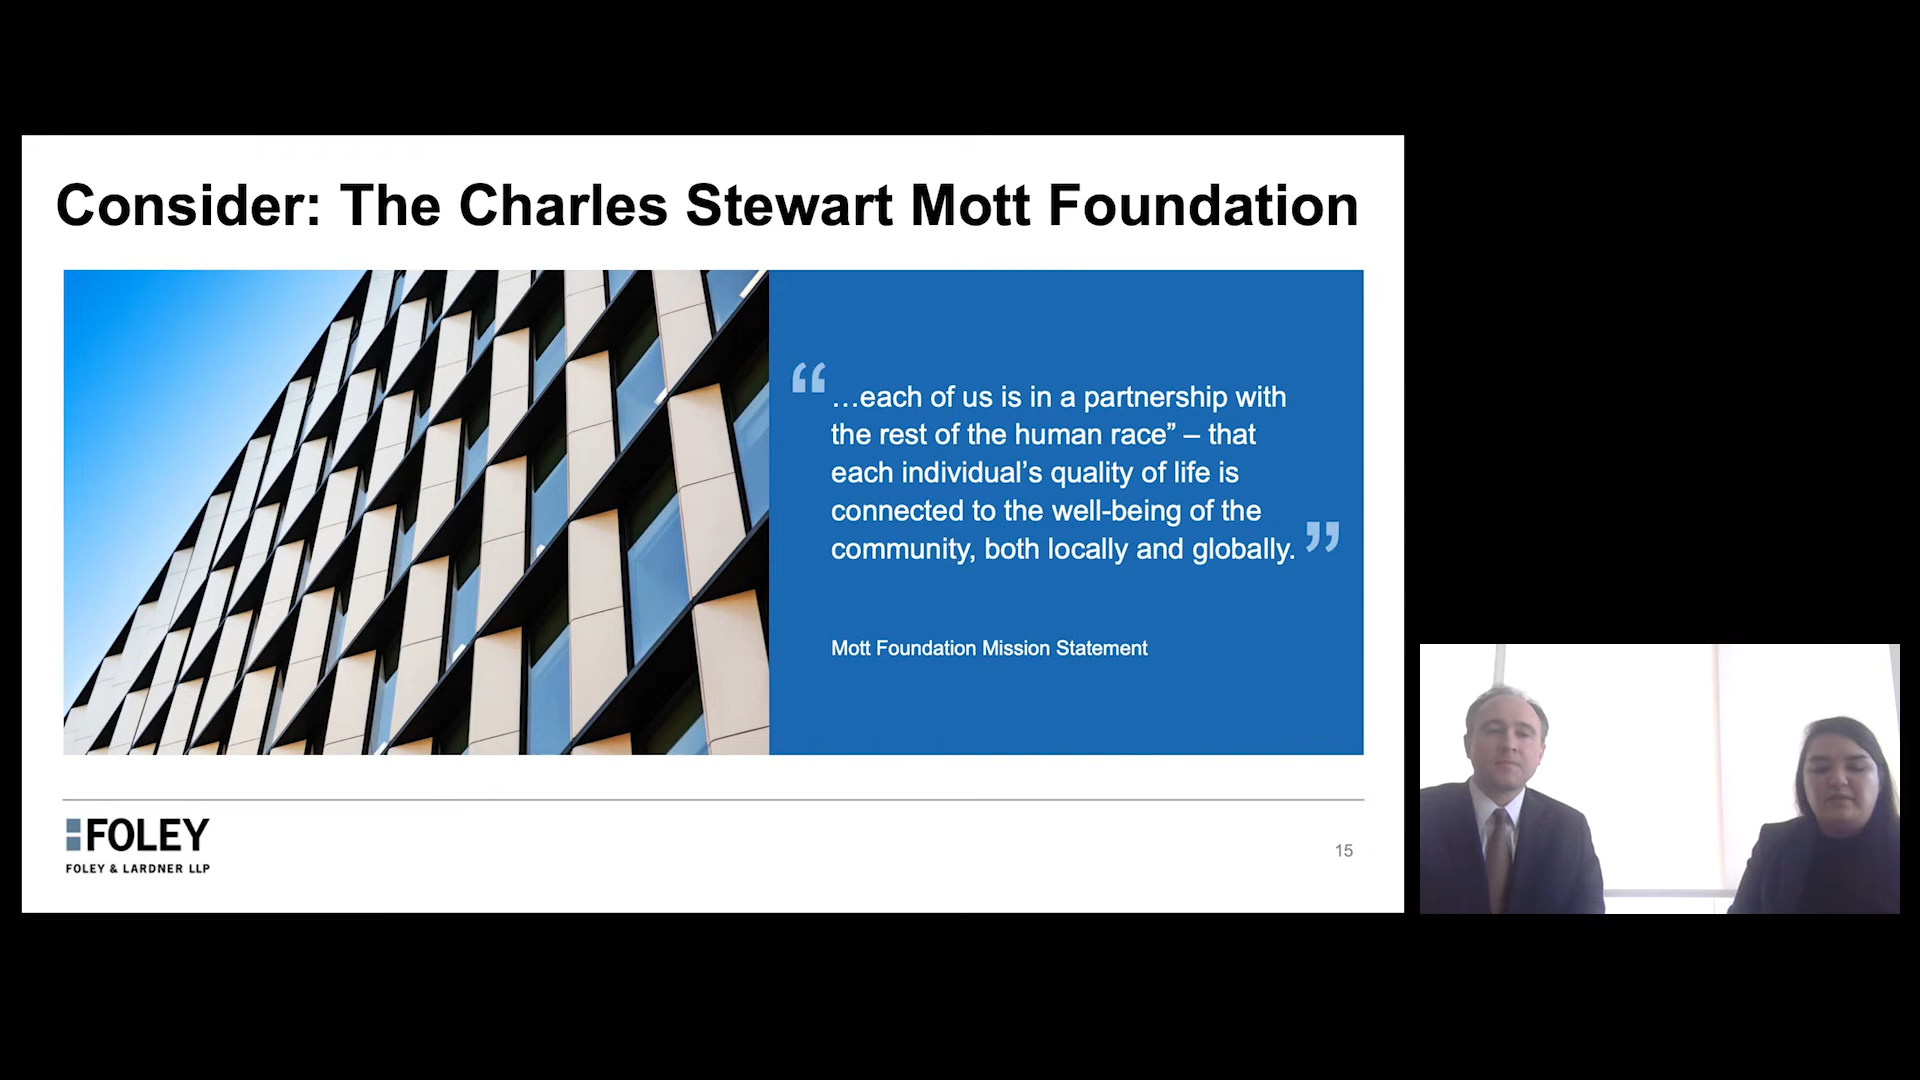 Consider: The Charles Stewart Mott Foundation
“
…each of us is in a partnership with
the rest of the human race” – that
each individual’s quality of life is
connected to the well-being of the
community, both locally and globally.
”
Mott Foundation Mission Statement
FOLEY
FOLEY & LARDNER LLP
15